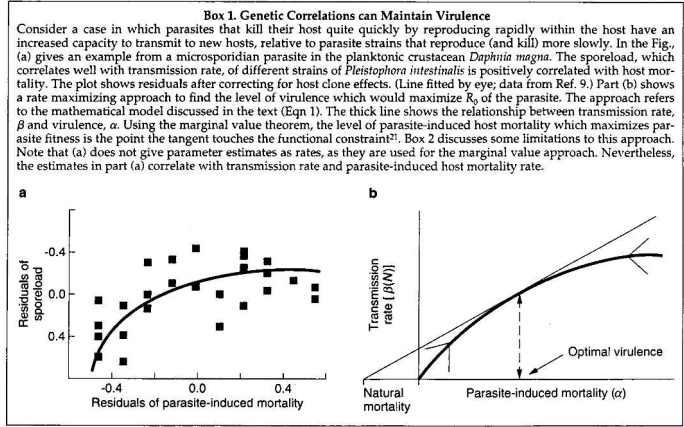 Box 1. Genetic Correlations can Maintain Virulence
Consider a case in which parasites that kill their host quite quickly by reproducing rapidly within the host have an
increased capacity to transmit to new hosts, relative to parasite strains that reproduce (and kill) more slowly. In the Fig.,
(a) gives an example from a microsporidian parasite in the planktonic crustacean Daphnia magna. The sporeload, which
correlates well with transmission rate, of different strains of Pleistophora intestinalis is positively correlated with host mor-
tality. The plot shows residuals after correcting for host clone effects. (Line fitted by eye; data from Ref. 9.) Part (b) shows
a rate maximizing approach to find the level of virulence which would maximize R0 of the parasite. The approach refers
to the mathematical model discussed in the text (Eqn 1). The thick line shows the relationship between transmission rate,
β and virulence, α. Using the marginal value theorem, the level of parasite-induced host mortality which maximizes par-
asite fitness is the point the tangent touches the functional constraint21. Box 2 discusses some limitations to this approach.
Note that (a) does not give parameter estimates as rates, as they are used for the marginal value approach. Nevertheless,
the estimates in part (a) correlate with transmission rate and parasite-induced host mortality rate.
a
Residuals of
sporeload
-0.4
0.0
0.4
-0.4 0.0 0.4
Residuals of parasite-induced mortality
b
Transmission
rate [β(N)]
Optimal virulence
Natural
mortality
Parasite-induced mortality (α)